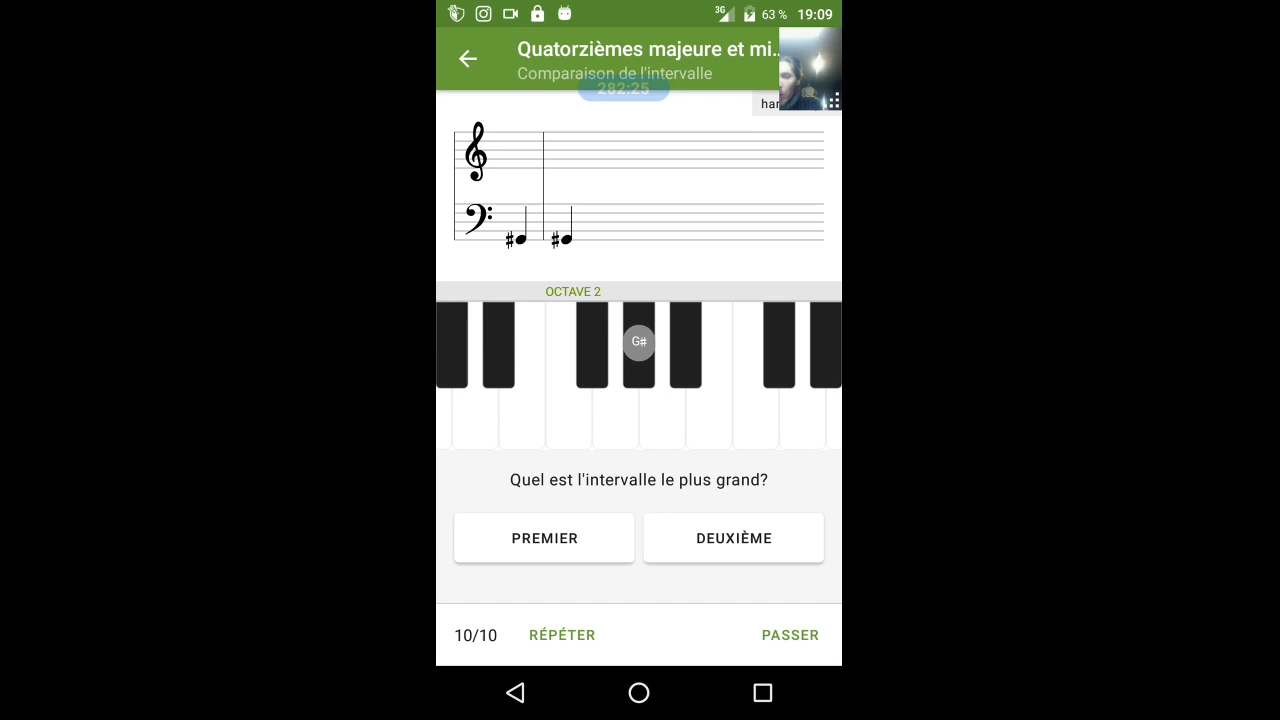 3G 63 % 19:09
Quatorzièmes majeure et mi...
Comparaison de l'intervalle
282:25
OCTAVE 2
G#
Quel est l'intervalle le plus grand?
PREMIER DEUXIÈME
10/10 RÉPÉTER PASSER